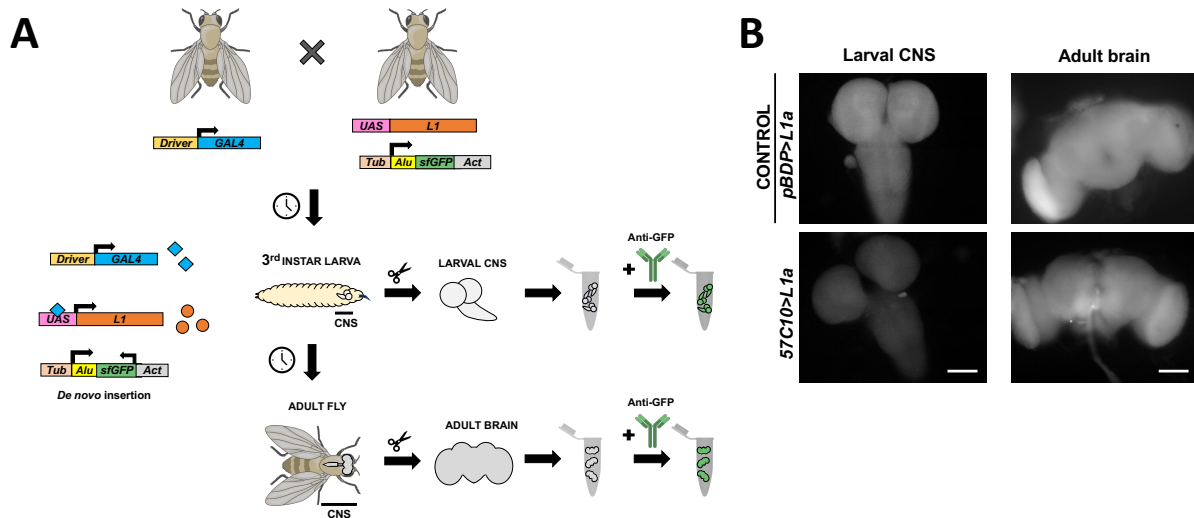 A
Driver GAL4
UAS L1
Tub Alu sfGFP Act
Driver GAL4
UAS L1
Tub Alu sfGFP Act
De novo insertion
3rd INSTAR LARVA
CNS
LARVAL CNS
Anti-GFP
+
ADULT FLY
CNS
ADULT BRAIN
Anti-GFP
+
B
Larval CNS
Adult brain
CONTROL
pBDP>L1a
57C10>L1a